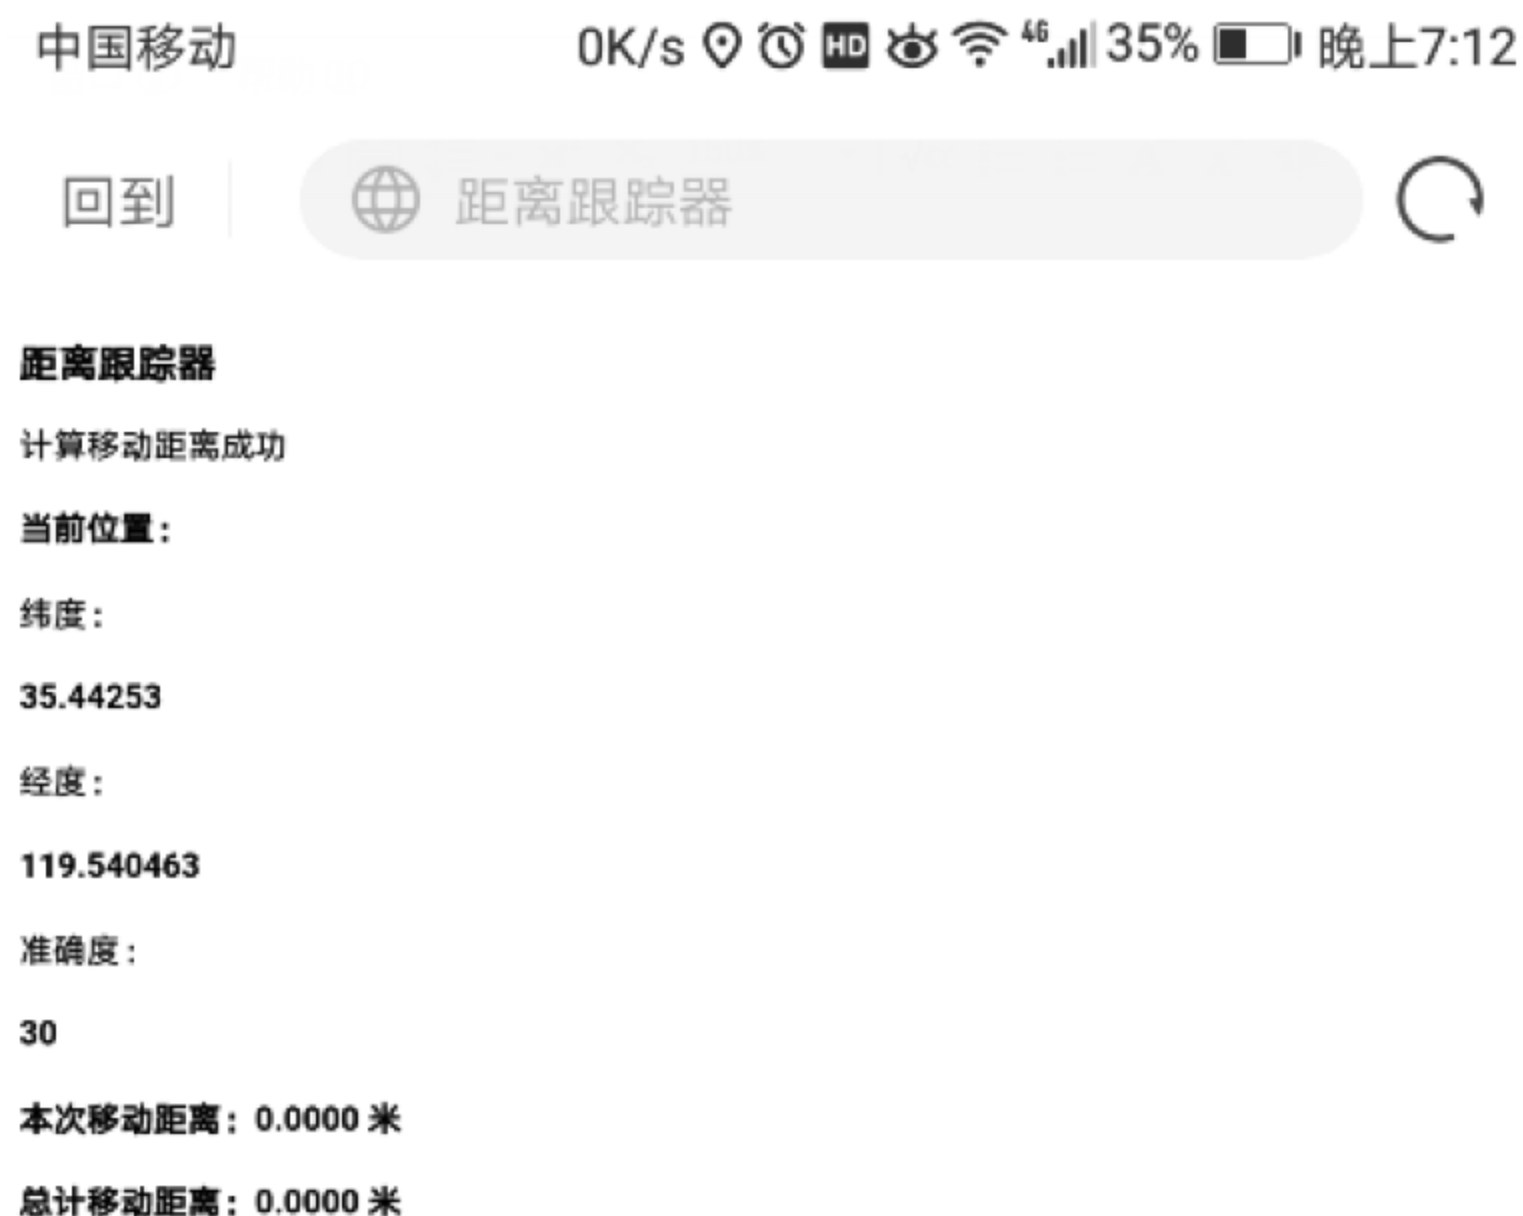 中国移动 0K/s HD 4G 35% 晚上7:12
回到 距离跟踪器
距离跟踪器
计算移动距离成功
当前位置：
纬度：
35.44253
经度：
119.540463
准确度：
30
本次移动距离：0.0000 米
总计移动距离：0.0000 米